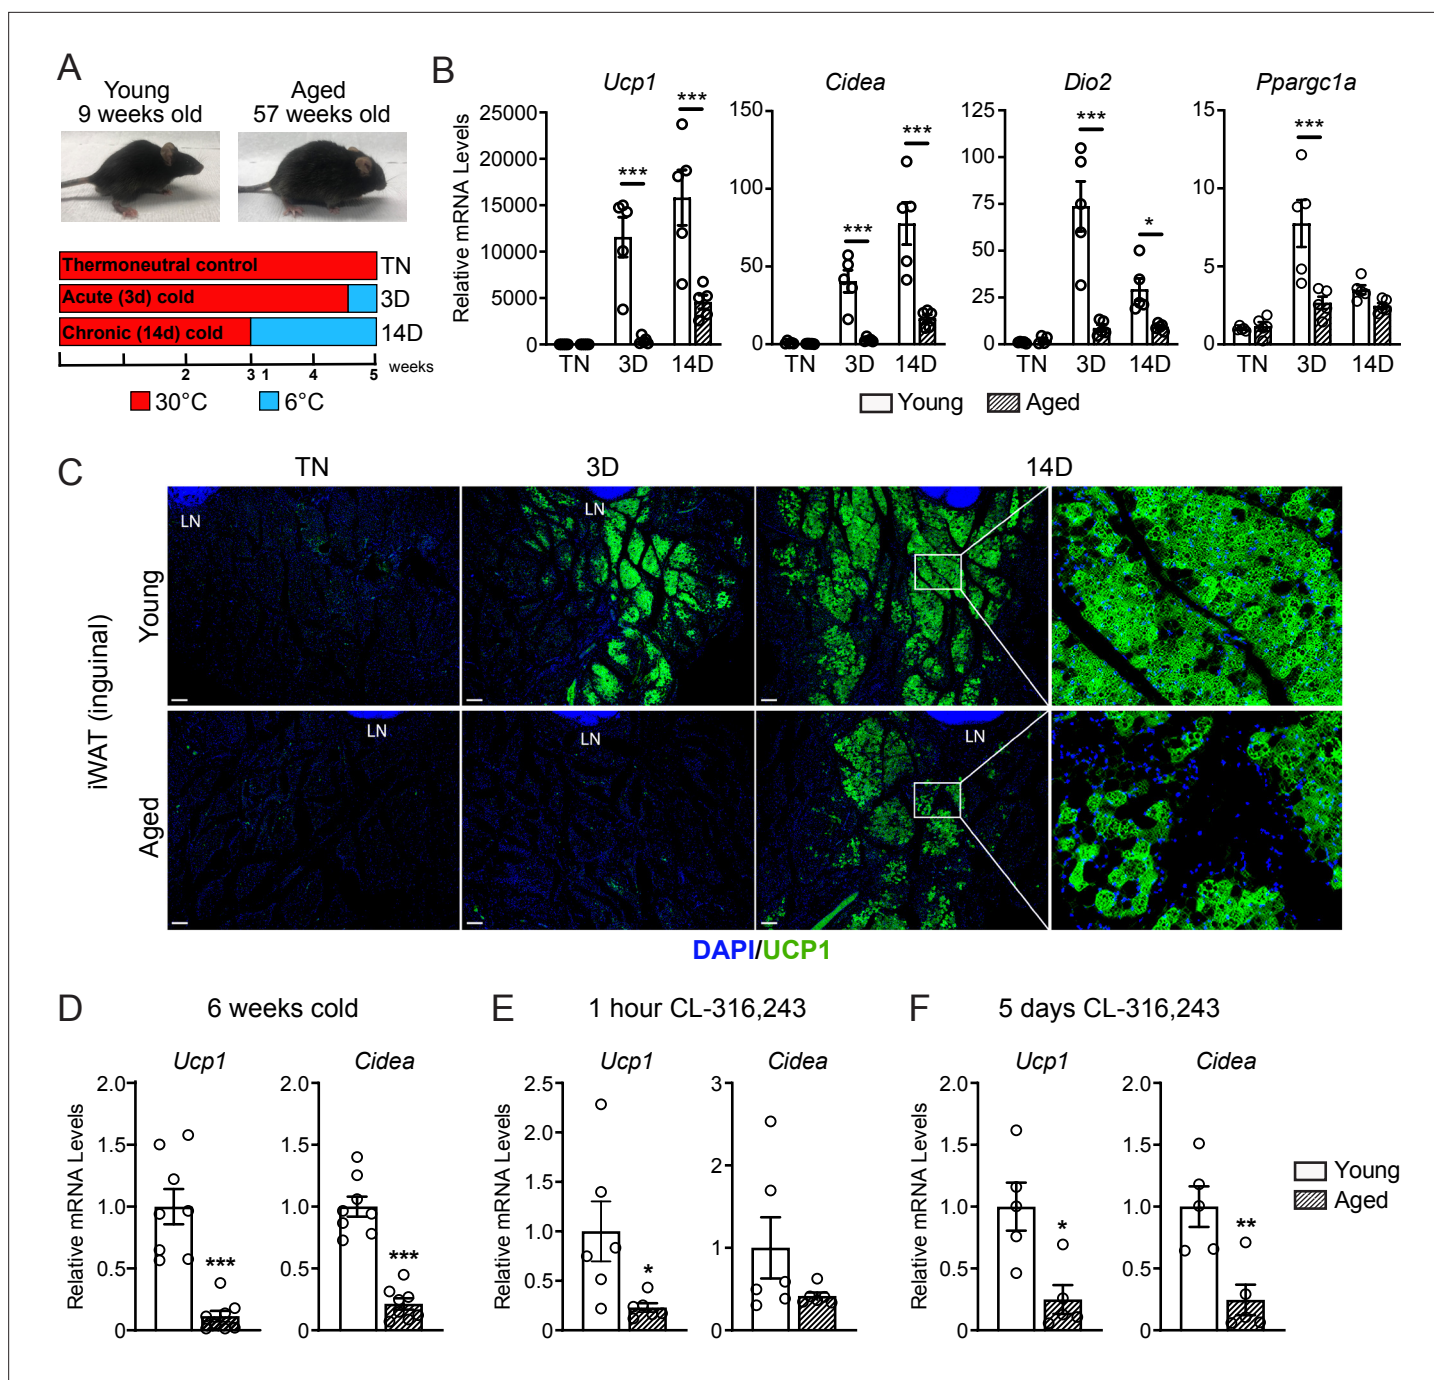 A
Young
9 weeks old
Aged
57 weeks old
Thermoneutral control
TN
Acute (3d) cold
3D
Chronic (14d) cold
14D
2
3
1
4
5
weeks
30°C
6°C
B
Relative mRNA Levels
Ucp1
25000
20000
15000
10000
5000
0
***
***
TN
3D
14D
Cidea
150
100
50
0
***
***
TN
3D
14D
Dio2
125
100
75
50
25
0
***
*
TN
3D
14D
Ppargc1a
15
10
5
0
***
TN
3D
14D
Young
Aged
C
TN
3D
14D
iWAT (inguinal)
Young
LN
LN
Aged
LN
LN
LN
DAPI/UCP1
D
6 weeks cold
Relative mRNA Levels
Ucp1
2.0
1.5
1.0
0.5
0
***
Cidea
2.0
1.5
1.0
0.5
0
***
E
1 hour CL-316,243
Relative mRNA Levels
Ucp1
2.5
2.0
1.5
1.0
0.5
0
*
Cidea
3
2
1
0
F
5 days CL-316,243
Relative mRNA Levels
Ucp1
2.0
1.5
1.0
0.5
0
*
Cidea
2.0
1.5
1.0
0.5
0
**
Young
Aged